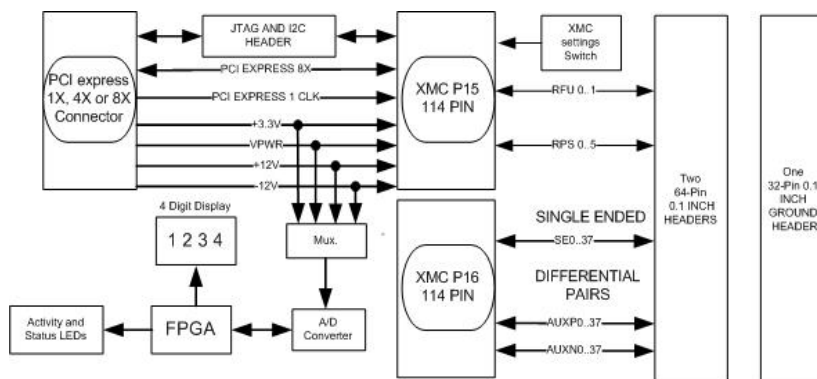 JTAG AND I2C
HEADER
XMC
settings
Switch
PCI express
1X, 4X or 8X
Connector
PCI EXPRESS 8X
PCI EXPRESS 1 CLK
+3.3V
VPWR
+12V
-12V
XMC P15
114 PIN
RFU 0..1
RPS 0..5
Two
64-Pin
0.1 INCH
HEADERS
One
32-Pin 0.1
INCH
GROUND
HEADER
4 Digit Display
1 2 3 4
Mux.
XMC P16
114 PIN
SINGLE ENDED
SE0..37
DIFFERENTIAL
PAIRS
AUXP0..37
AUXN0..37
Activity and
Status LEDs
FPGA
A/D
Converter